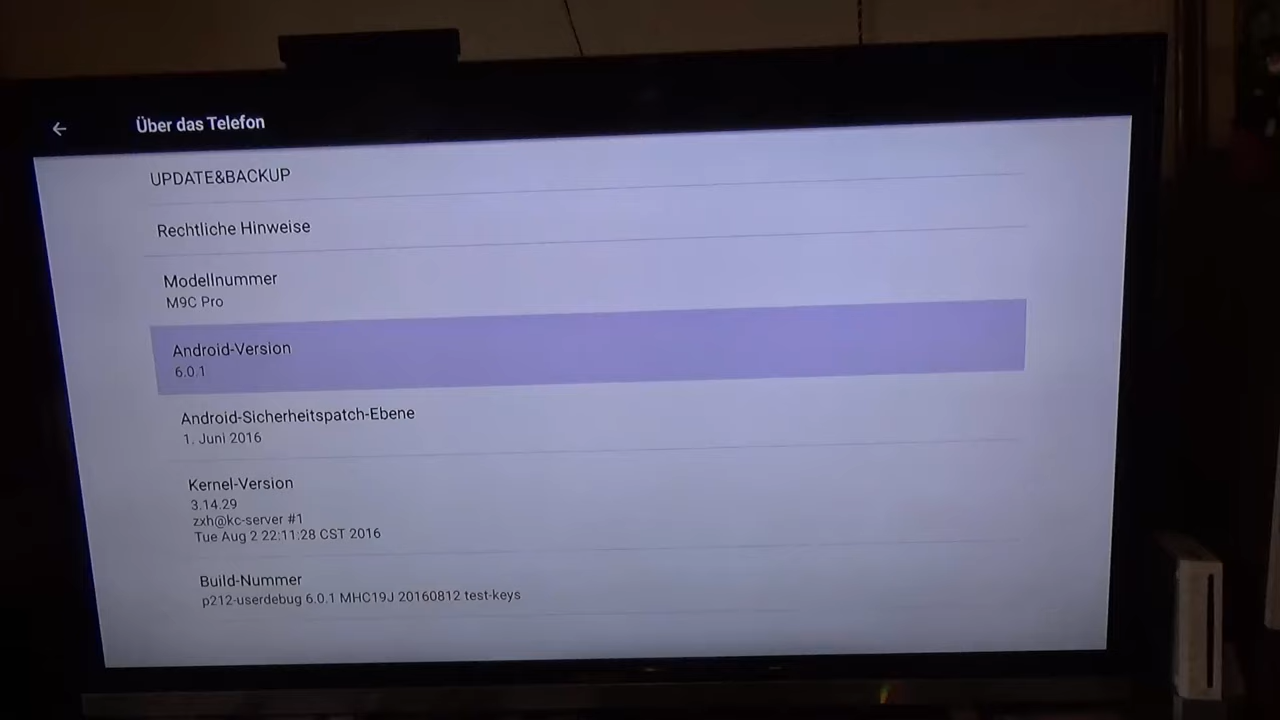 Über das Telefon
UPDATE&BACKUP
Rechtliche Hinweise
Modellnummer
M9C Pro
Android-Version
6.0.1
Android-Sicherheitspatch-Ebene
1. Juni 2016
Kernel-Version
3.14.29
zxh@kc-server #1
Tue Aug 2 22:11:28 CST 2016
Build-Nummer
p212-userdebug 6.0.1 MHC19J 20160812 test-keys